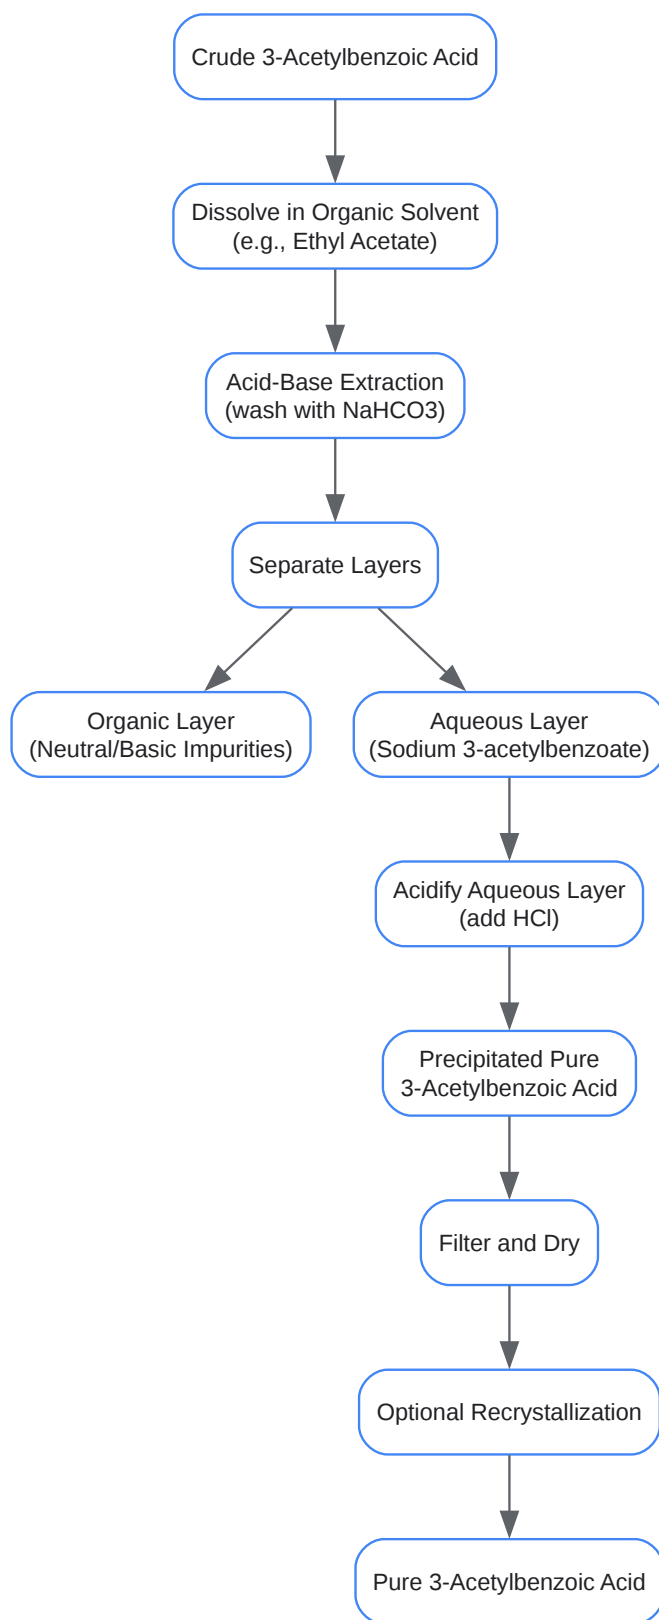 Crude 3-Acetylbenzoic Acid
Dissolve in Organic Solvent
(e.g., Ethyl Acetate)
Acid-Base Extraction
(wash with NaHCO3)
Separate Layers
Organic Layer
(Neutral/Basic Impurities)
Aqueous Layer
(Sodium 3-acetylbenzoate)
Acidify Aqueous Layer
(add HCl)
Precipitated Pure
3-Acetylbenzoic Acid
Filter and Dry
Optional Recrystallization
Pure 3-Acetylbenzoic Acid